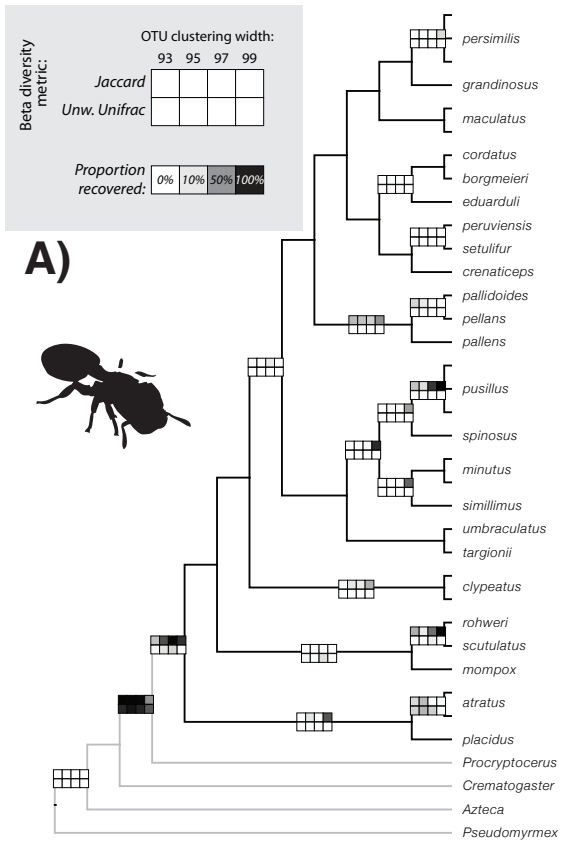 OTU clustering width:
93 95 97 99
Beta diversity
metric:
Jaccard
Unw. Unifrac
Proportion
recovered:
0% 10% 50% 100%
A)
persimilis
grandinosus
maculatus
cordatus
borgmeieri
eduarduli
peruviensis
setulifur
crenaticeps
pallidoides
pellans
pallens
pusillus
spinosus
minutus
simillimus
umbraculatus
targionii
clypeatus
rohweri
scutulatus
mompox
atratus
placidus
Procryptocerus
Crematogaster
Azteca
Pseudomyrmex